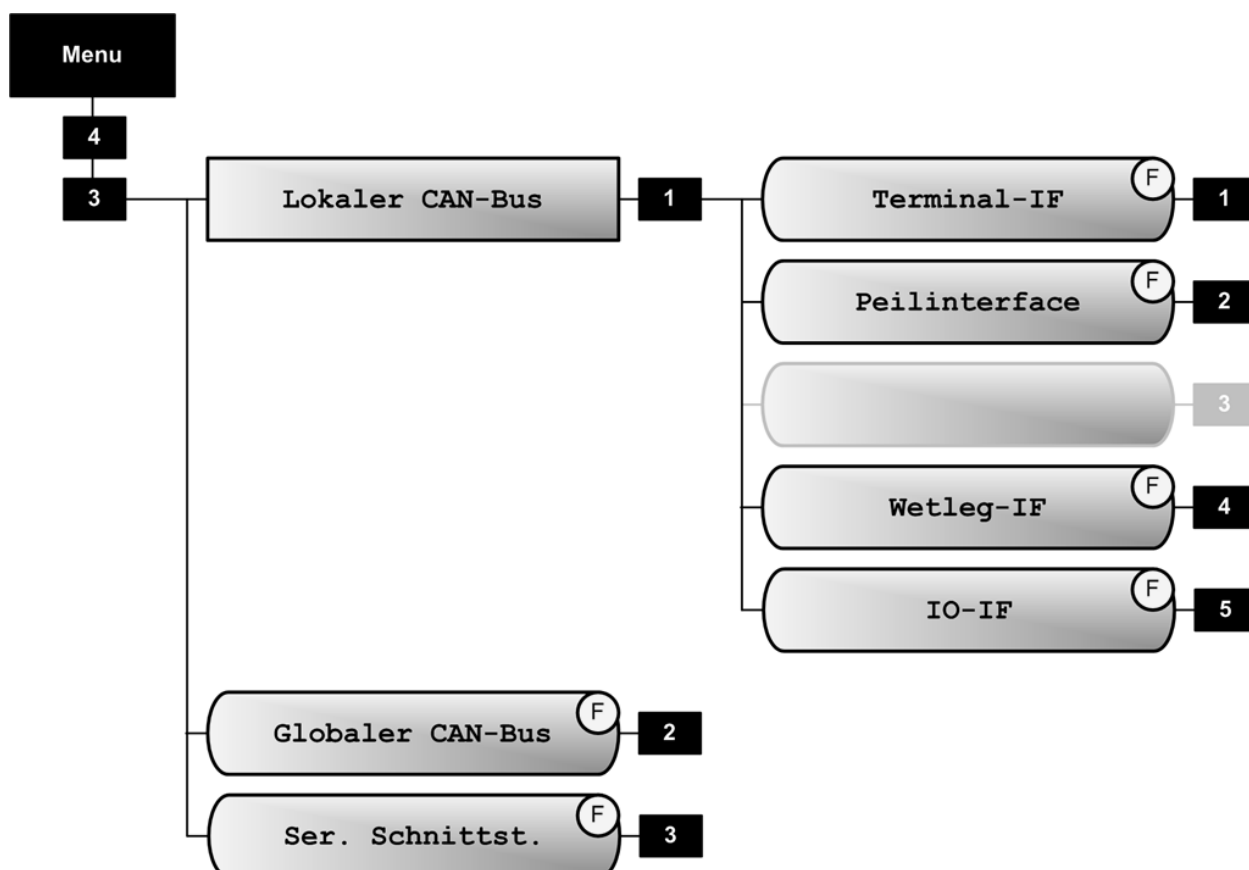 Menu
4
3
Lokaler CAN-Bus
1
Terminal-IF
F
1
Peilinterface
F
2
3
Wetleg-IF
F
4
IO-IF
F
5
Globaler CAN-Bus
F
2
Ser. Schnittst.
F
3